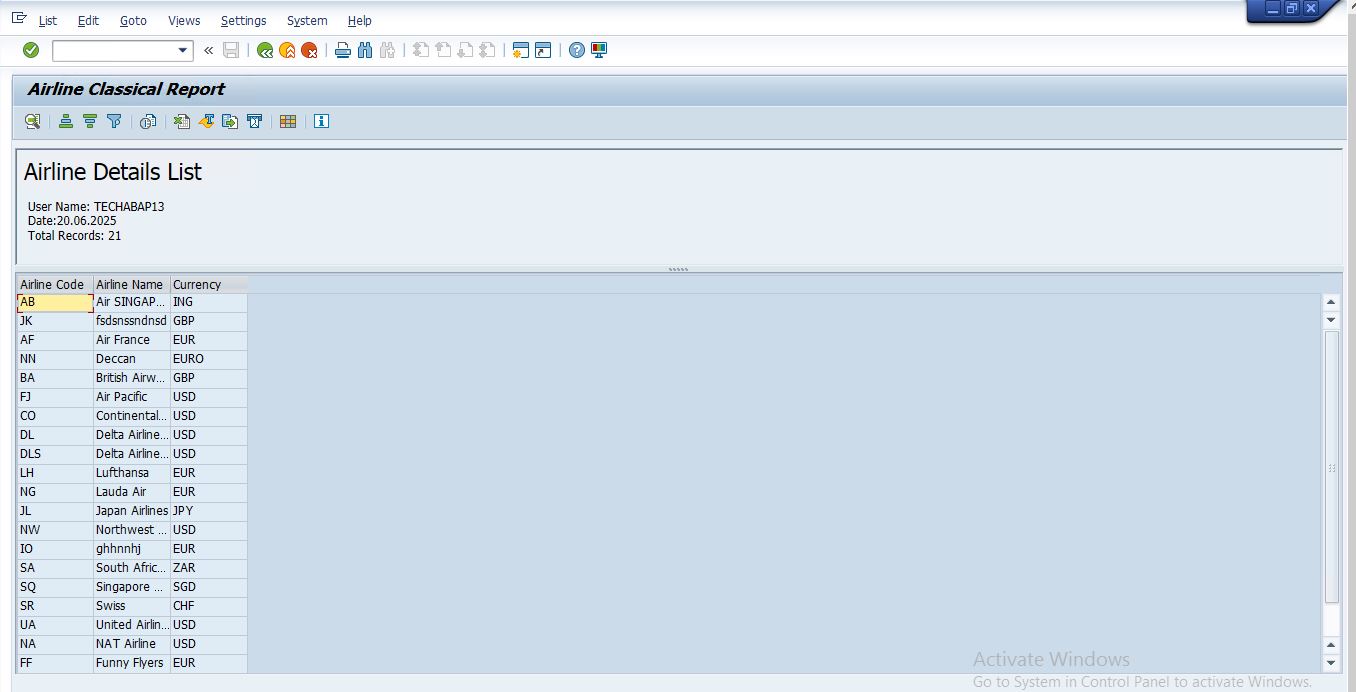 List Edit Goto Views Settings System Help
Airline Classical Report
Airline Details List
User Name: TECHABAP13
Date:20.06.2025
Total Records: 21
Airline Code Airline Name Currency
AB Air SINGAP... ING
JK fsdsnssndnsd GBP
AF Air France EUR
NN Deccan EURO
BA British Airw... GBP
FJ Air Pacific USD
CO Continental... USD
DL Delta Airline... USD
DLS Delta Airline... USD
LH Lufthansa EUR
NG Lauda Air EUR
JL Japan Airlines JPY
NW Northwest ... USD
IO ghhnnhj EUR
SA South Afric... ZAR
SQ Singapore ... SGD
SR Swiss CHF
UA United Airlin... USD
NA NAT Airline USD
FF Funny Flyers EUR
Activate Windows
Go to System in Control Panel to activate Windows.